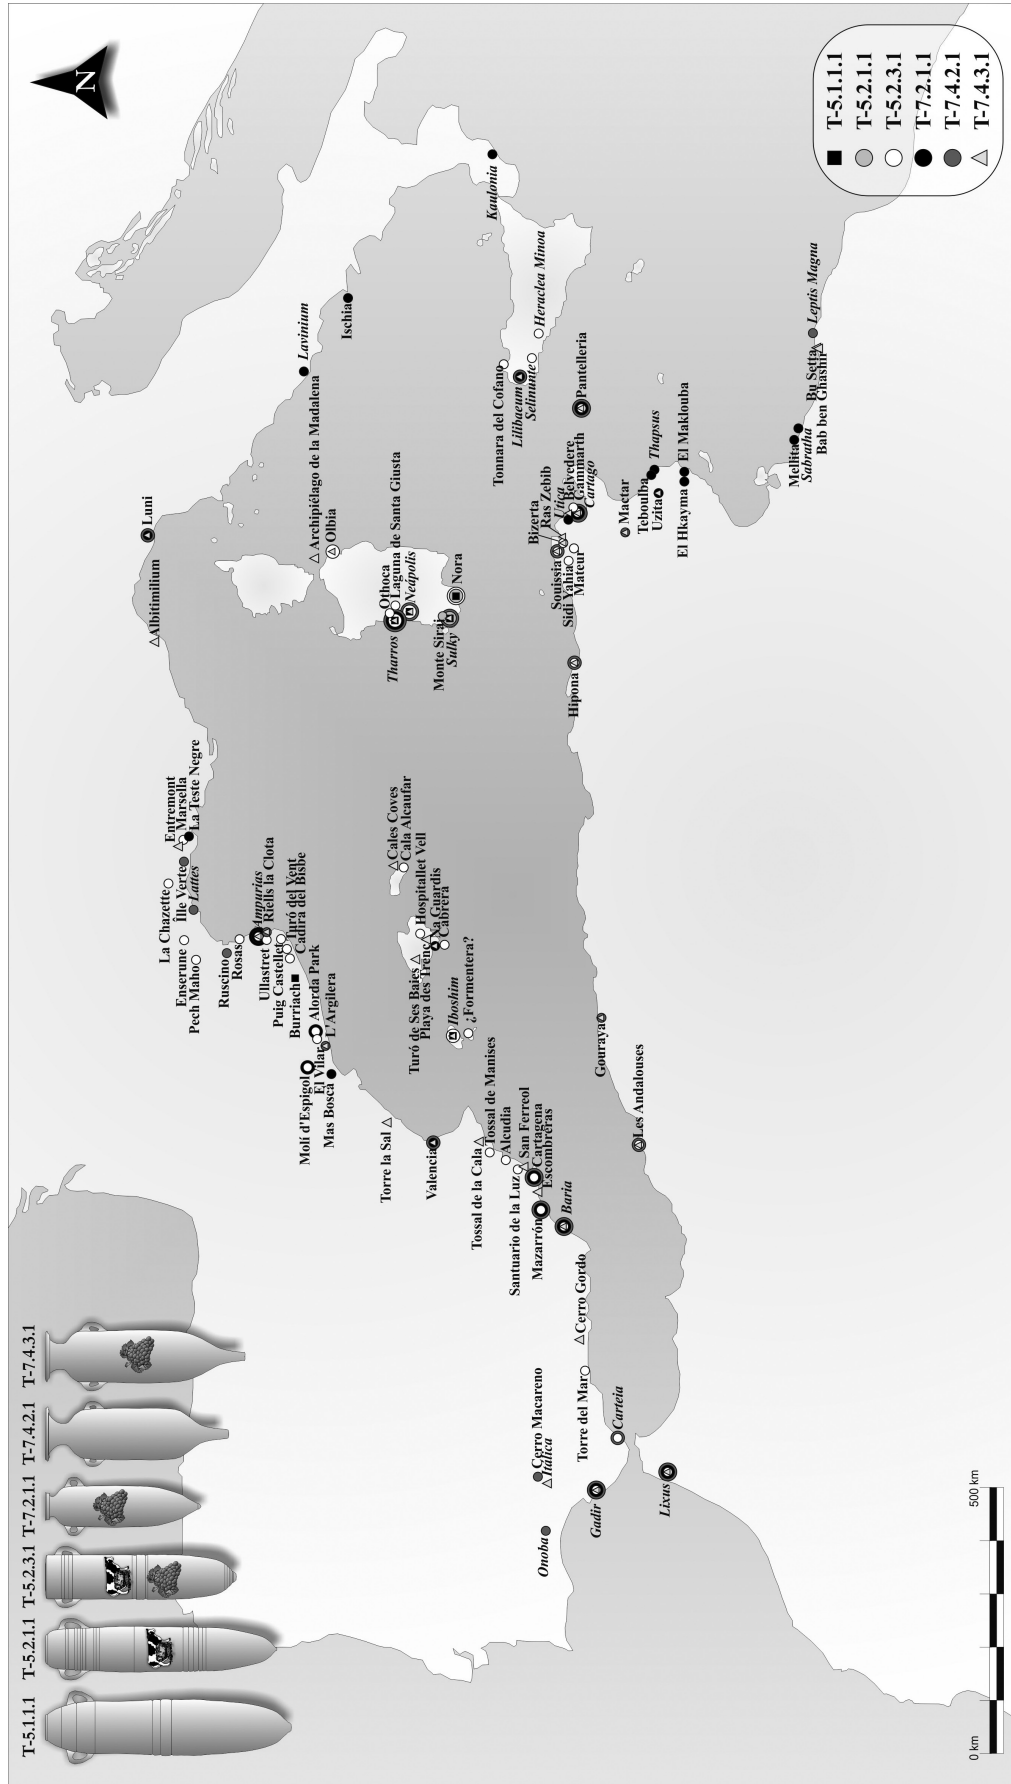 T-5.1.1.1
T-5.2.1.1
T-5.2.3.1
T-7.2.1.1
T-7.4.2.1
T-7.4.3.1
N
Luni
Albitimilium
Entremont
Marsella
La Teste Negre
La Chazette
Île Verte
Lattes
Enserune
Pech Maho
Ruscino
Rosas
Ampurias
Riells la Clota
Ullastret
Turó del Vent
Cadira del Bisbe
Puig Castellet
Burriach
Alorda Park
L'Argilera
El Vilar
Molí d'Espigol
Mas Bosca
Lavinium
Ischia
Archipiélago de la Madalena
Olbia
Othoca
Laguna de Santa Giusta
Neápolis
Tharros
Monte Sirai
Sulky
Nora
Cales Coves
Cala Alcaufar
Hospitallet Vell
Na Guardis
Cabrera
Turó de Ses Baies
Playa des Trenc
Iboshim
¿Formentera?
Torre la Sal
Valencia
Tossal de Manises
Tossal de la Cala
Alcudia
San Ferreol
Santuario de la Luz
Cartagena
Escombreras
Mazarrón
Baria
Cerro Gordo
Torre del Mar
Cerro Macareno
Itálica
Carteia
Gadir
Onoba
Lixus
Kaulonia
Tonnara del Cofano
Heraclea Minoa
Lilibaeum
Selinunte
Pantelleria
Bizerta
Ras Zebib
Utica
Belvedere
Gammarth
Cartago
Souissia
Sidi Yahia
Mateur
Hipona
Mactar
Teboulba
Thapsus
Uzita
El Hkayma
El Maklouba
Gouraya
Les Andalouses
Mellita
Sabratha
Bu Setta
Bab ben Ghashir
Leptis Magna
0 km
500 km
T-5.1.1.1
T-5.2.1.1
T-5.2.3.1
T-7.2.1.1
T-7.4.2.1
T-7.4.3.1